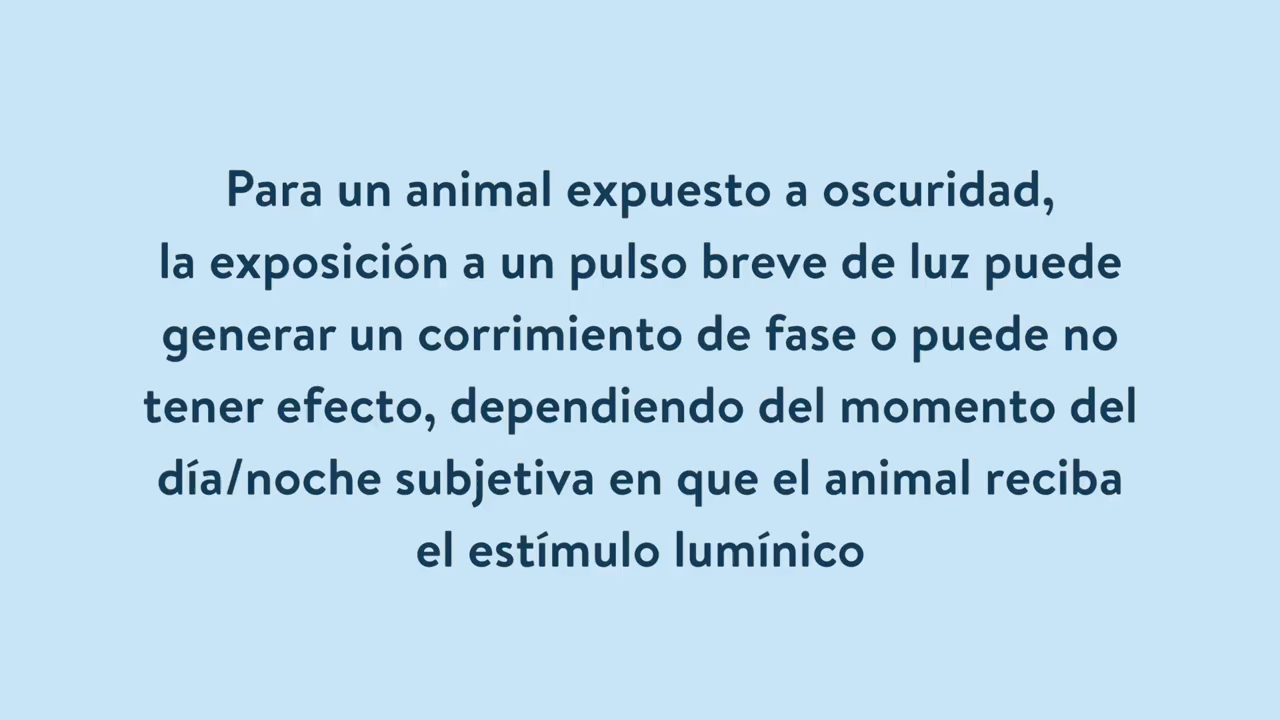 Para un animal expuesto a oscuridad,
la exposición a un pulso breve de luz puede
generar un corrimiento de fase o puede no
tener efecto, dependiendo del momento del
día/noche subjetiva en que el animal reciba
el estímulo lumínico